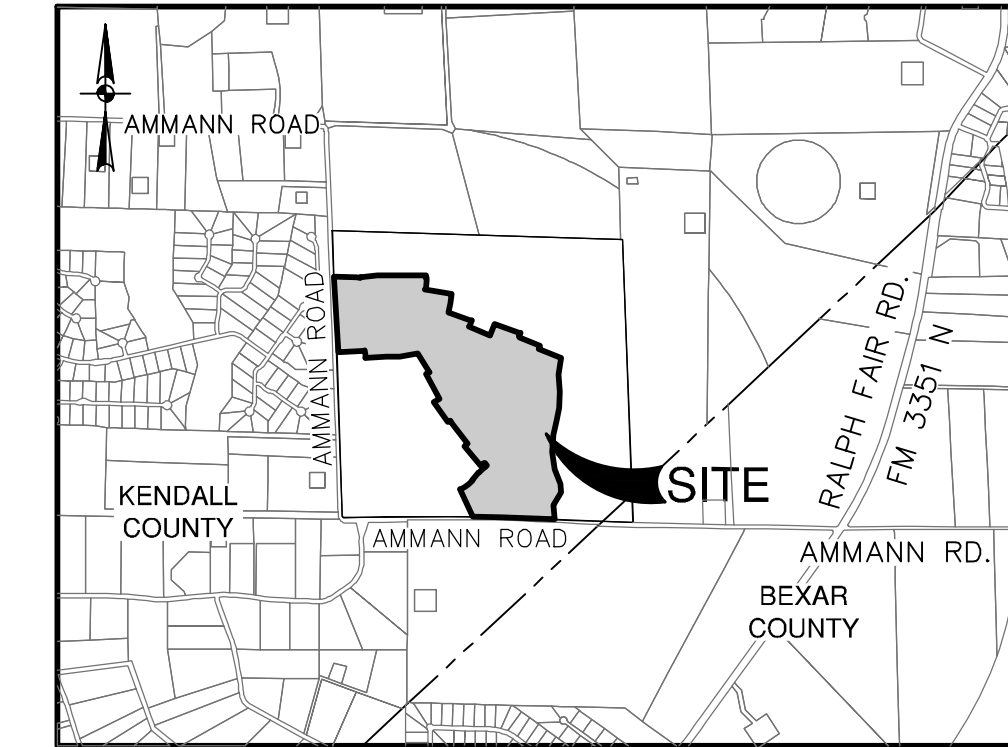 AMMANN ROAD
AMMANN ROAD
RALPH FAIR RD.
FM 3351 N
SITE
KENDALL
COUNTY
AMMANN ROAD
AMMANN RD.
BEXAR
COUNTY